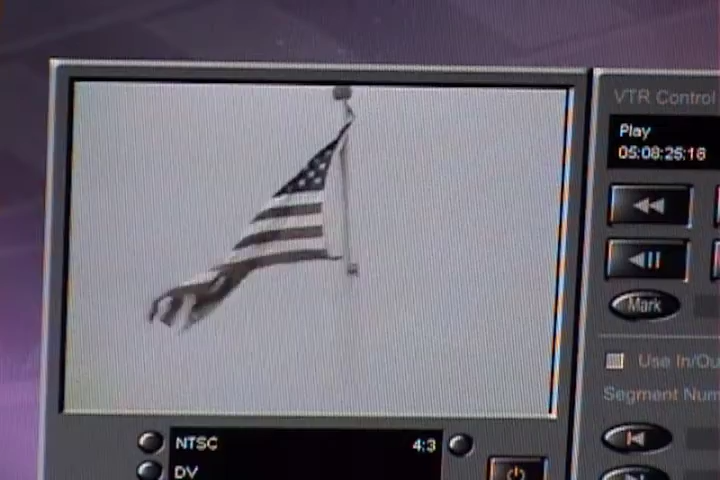 VTR Control
Play
05:08:25:16
Mark
Use In/Ou
Segment Num
NTSC 4:3
DV